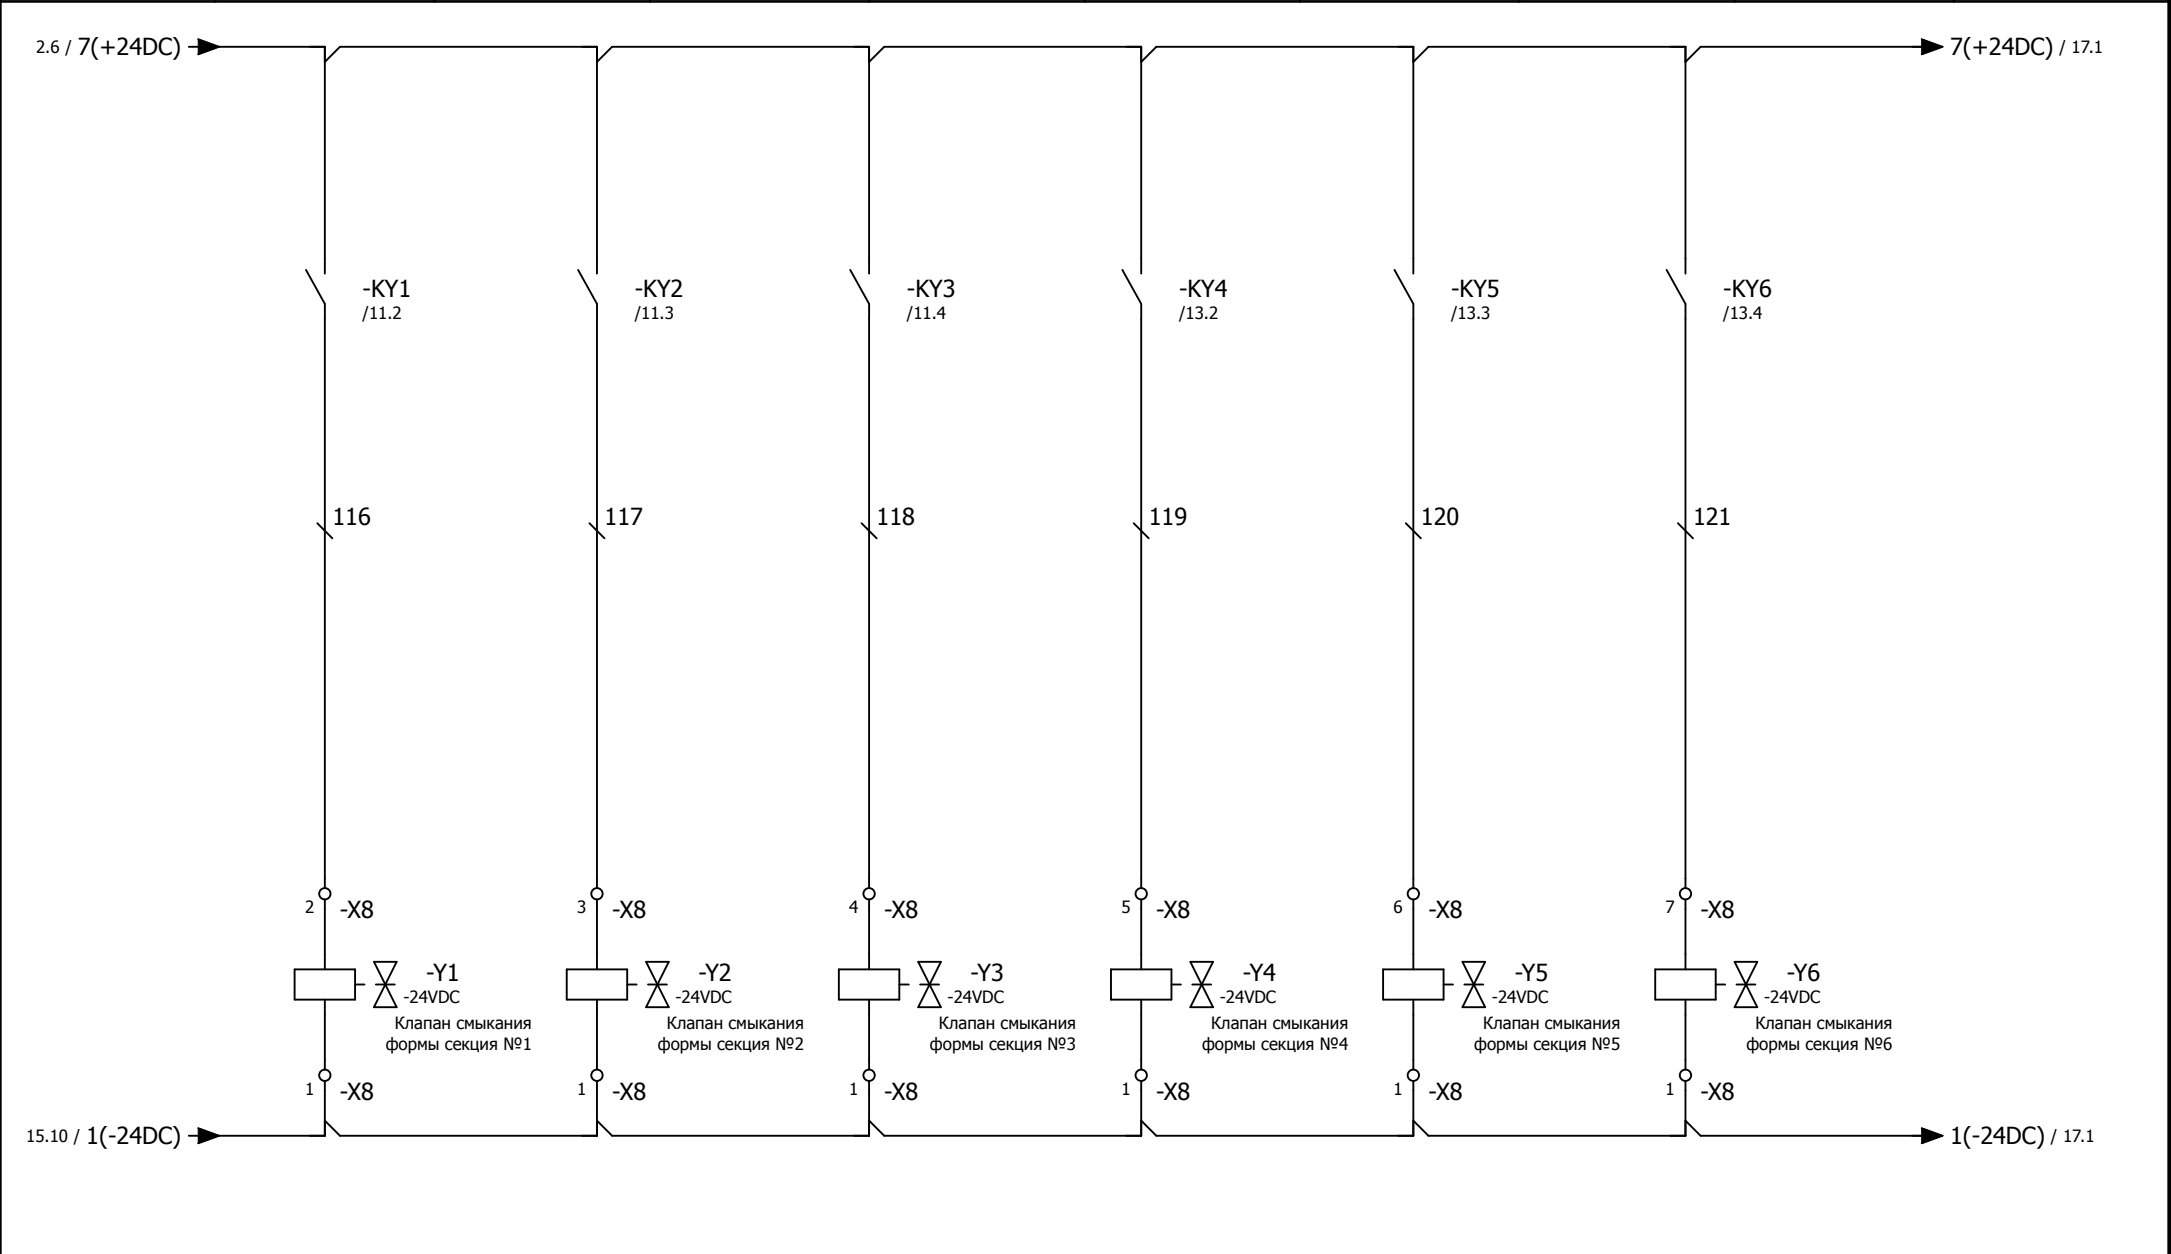 2.6 / 7(+24DC)
7(+24DC) / 17.1
-KY1
/11.2
-KY2
/11.3
-KY3
/11.4
-KY4
/13.2
-KY5
/13.3
-KY6
/13.4
116
117
118
119
120
121
2 -X8
3 -X8
4 -X8
5 -X8
6 -X8
7 -X8
-Y1
-24VDC
Клапан смыкания
формы секция №1
-Y2
-24VDC
Клапан смыкания
формы секция №2
-Y3
-24VDC
Клапан смыкания
формы секция №3
-Y4
-24VDC
Клапан смыкания
формы секция №4
-Y5
-24VDC
Клапан смыкания
формы секция №5
-Y6
-24VDC
Клапан смыкания
формы секция №6
1 -X8
1 -X8
1 -X8
1 -X8
1 -X8
1 -X8
15.10 / 1(-24DC)
1(-24DC) / 17.1